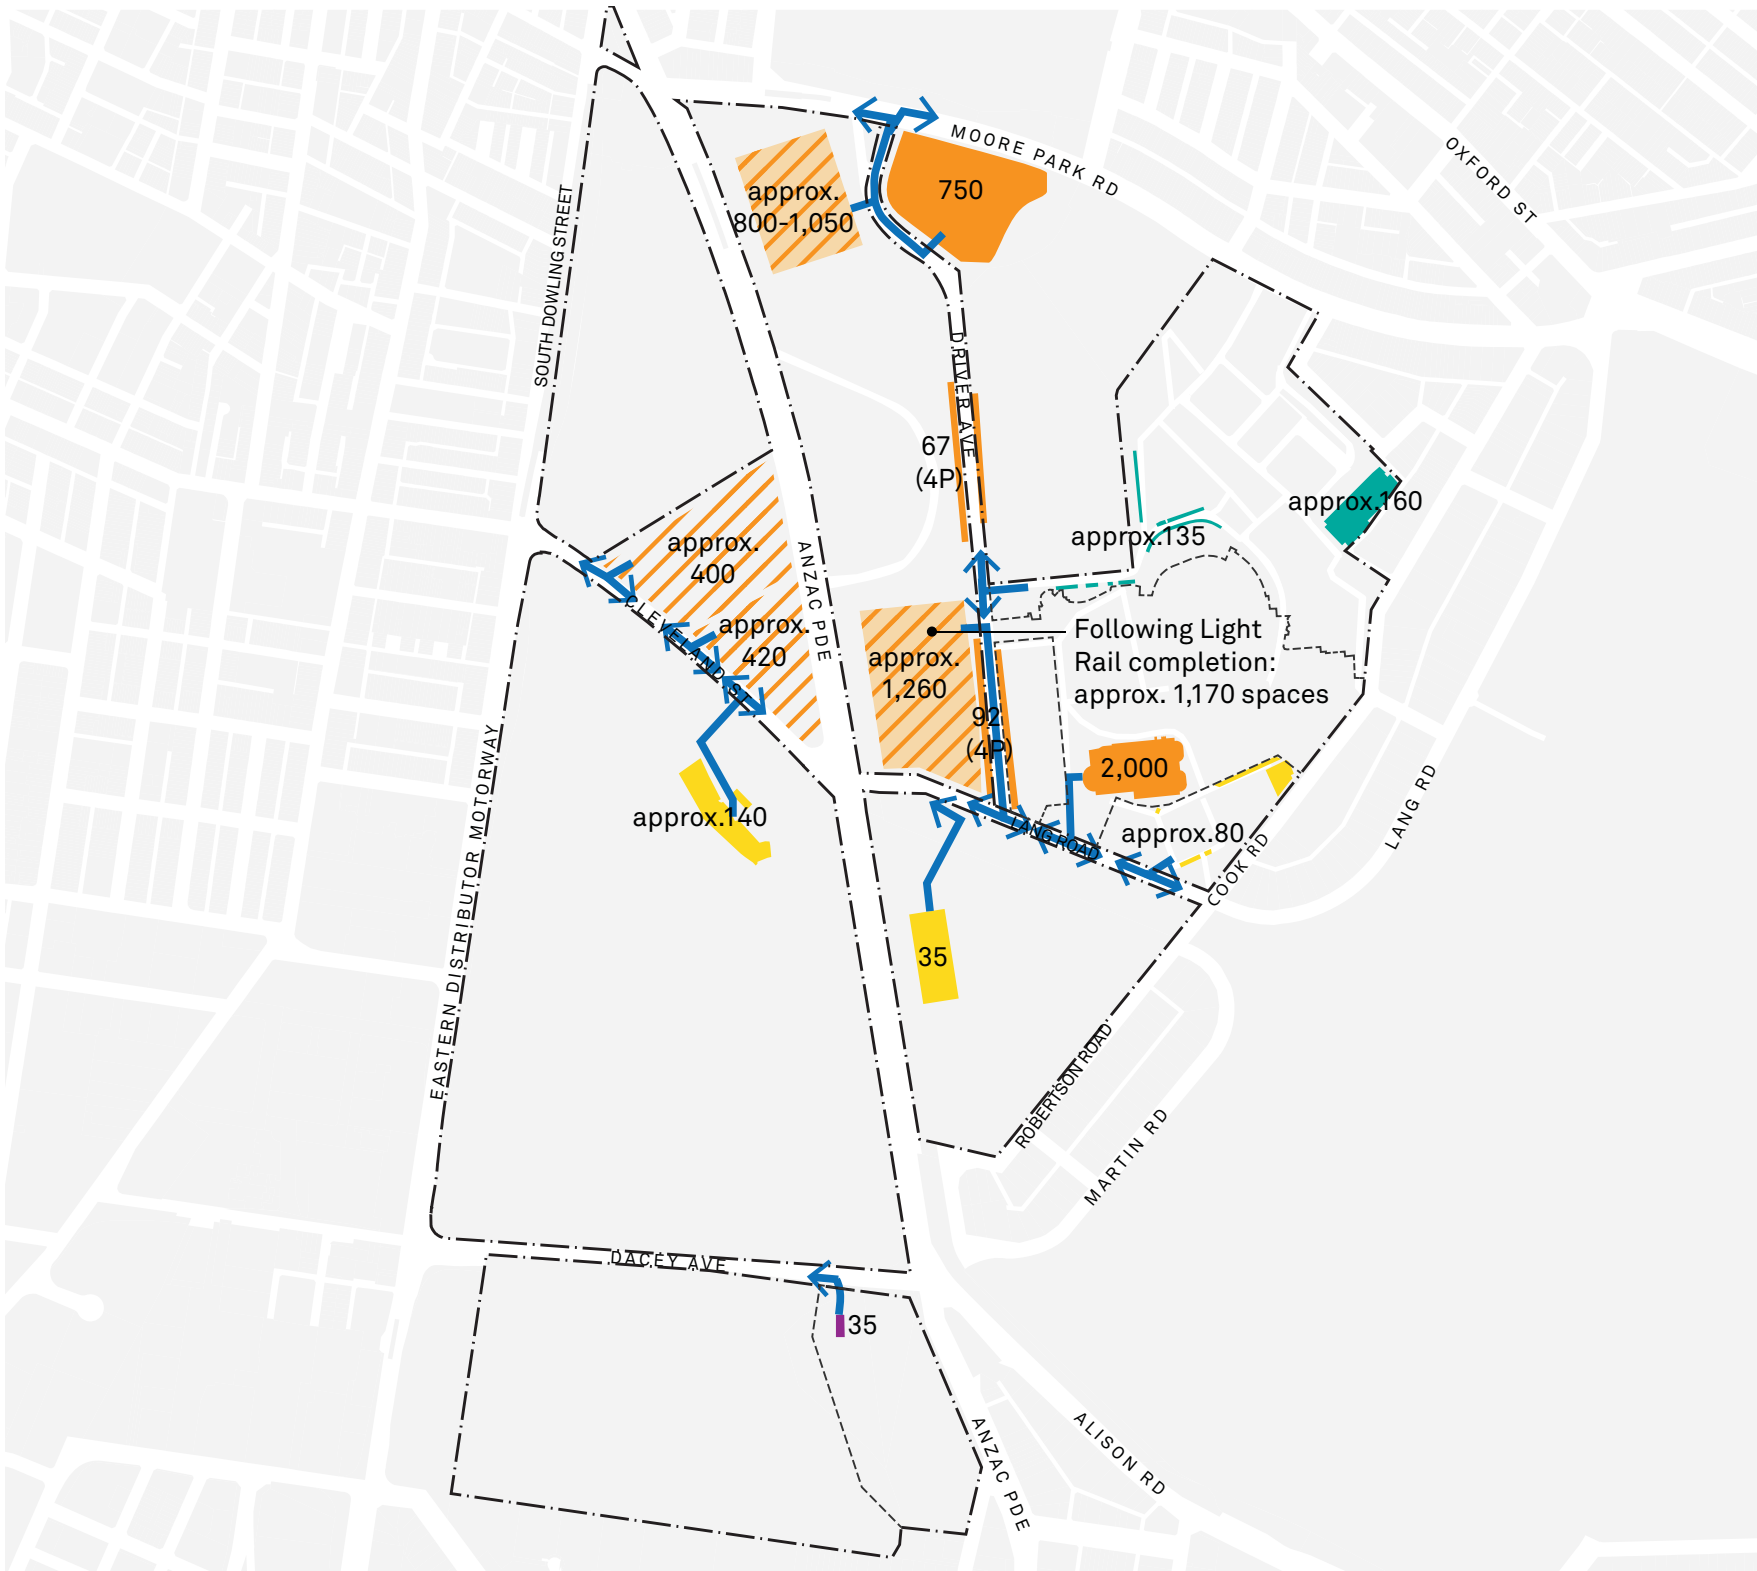 MOORE PARK RD
OXFORD ST
750
approx.
800-1,050
SOUTH DOWLING STREET
DRIVER AVE
67
(4P)
approx.160
approx.135
approx.
400
ANZAC PDE
CLEVELAND ST
approx.
420
Following Light
Rail completion:
approx. 1,170 spaces
approx.
1,260
92
(4P)
2,000
LANG RD
EASTERN DISTRIBUTOR MOTORWAY
approx.140
LANG ROAD
approx.80
COOK RD
35
ROBERTSON ROAD
MARTIN RD
DACEY AVE
35
ANZAC PDE
ALISON RD